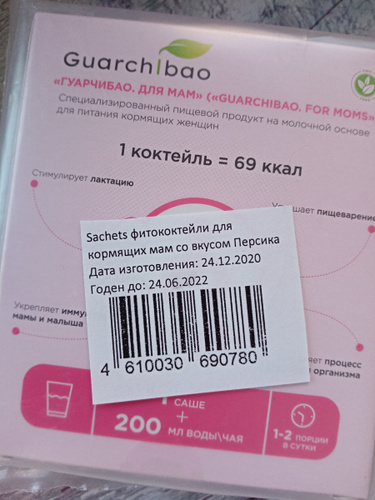 GuarchIbao
«ГУАРЧИБАО. ДЛЯ МАМ» («GUARCHIBAO. FOR MOMS»
Специализированный пищевой продукт на молочной основе
для питания кормящих женщин
1 коктейль = 69 ккал
Стимулирует лактацию
пищеварение
Sachets фитококтейли для
кормящих мам со вкусом Персика
Дата изготовления: 24.12.2020
Годен до: 24.06.2022
4 610030 690780
Укрепляет
мамы и малыша
процесс
организма
САШЕ
+
200 МЛ ВОДЫ\ЧАЯ
1-2 ПОРЦИИ
В СУТКИ